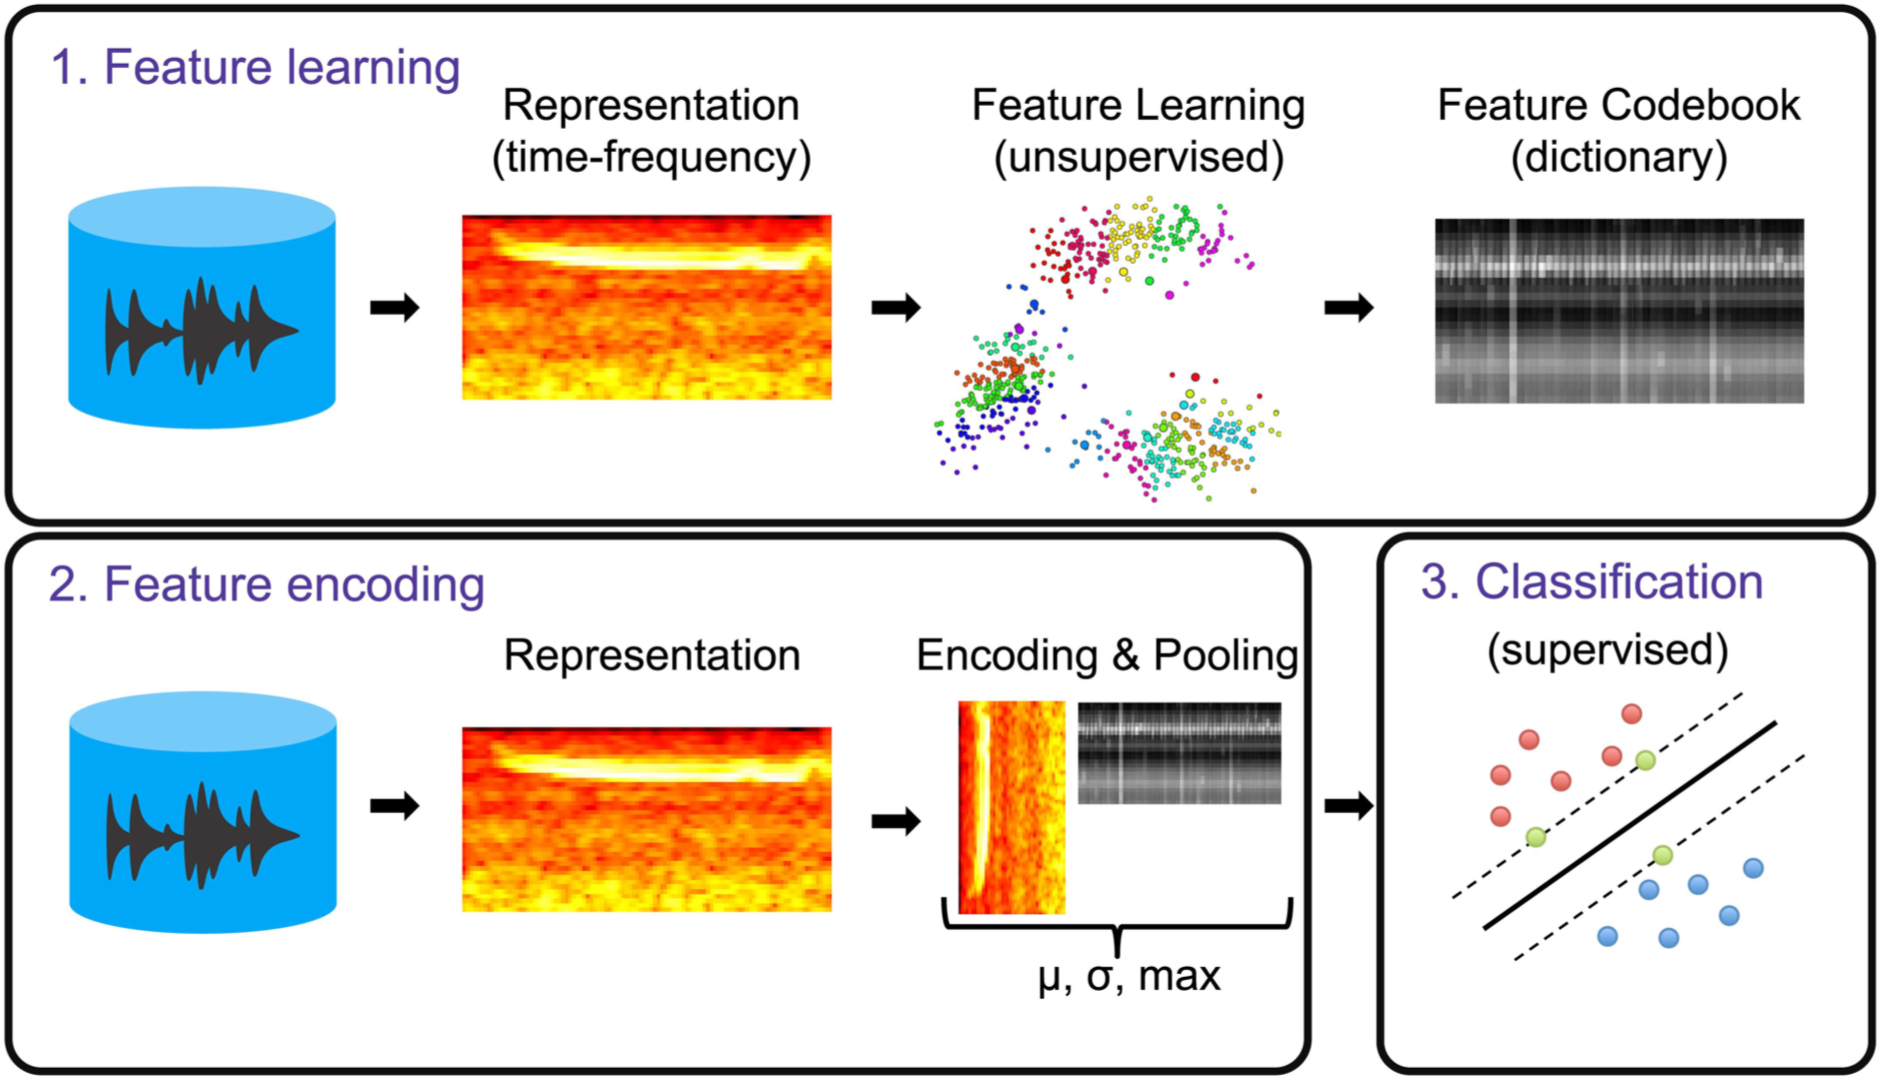 1. Feature learning
Representation
(time-frequency)
Feature Learning
(unsupervised)
Feature Codebook
(dictionary)
2. Feature encoding
Representation
Encoding & Pooling
μ, σ, max
3. Classification
(supervised)